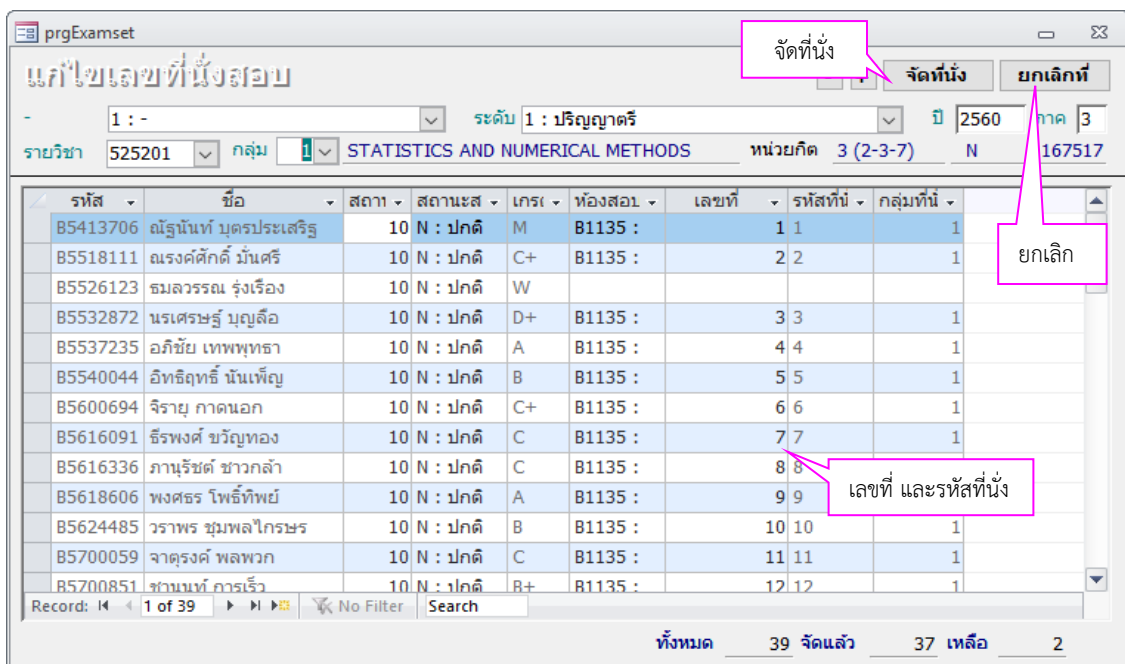 prgExamset
จัดที่นั่ง
แก้ไขเลขที่นั่งสอบ
จัดที่นั่ง ยกเลิกที่
- 1 : - ระดับ 1 : ปริญญาตรี ปี 2560 ภาค 3
รายวิชา 525201 กลุ่ม 1 STATISTICS AND NUMERICAL METHODS หน่วยกิต 3 (2-3-7) N 167517
รหัส ชื่อ สถา สถานะส เกร ห้องสอบ เลขที่ รหัสที่นั่ กลุ่มที่นั่
B5413706 ณัฐนันท์ บุตรประเสริฐ 10 N : ปกติ M B1135 : 1 1 1
B5518111 ณรงค์ศักดิ์ มั่นศรี 10 N : ปกติ C+ B1135 : 2 2 1
ยกเลิก
B5526123 ธมลวรรณ รุ่งเรือง 10 N : ปกติ W
B5532872 นรเศรษฐ์ บุญลือ 10 N : ปกติ D+ B1135 : 3 3 1
B5537235 อภิชัย เทพพุทธา 10 N : ปกติ A B1135 : 4 4 1
B5540044 อิทธิฤทธิ์ นันเพ็ญ 10 N : ปกติ B B1135 : 5 5 1
B5600694 จิรายุ กาดนอก 10 N : ปกติ C+ B1135 : 6 6 1
B5616091 ธีรพงศ์ ขวัญทอง 10 N : ปกติ C B1135 : 7 7 1
B5616336 ภานุรัชต์ ชาวกล้า 10 N : ปกติ C B1135 : 8 8
เลขที่ และรหัสที่นั่ง
B5618606 พงศธร โพธิ์ทิพย์ 10 N : ปกติ A B1135 : 9 9
B5624485 วราพร ชุมพลไกรษร 10 N : ปกติ B B1135 : 10 10 1
B5700059 จาตุรงค์ พลพวก 10 N : ปกติ C B1135 : 11 11 1
B5700851 ชานนท์ การเร็ว 10 N : ปกติ B+ B1135 : 12 12 1
Record: 1 of 39 No Filter Search
ทั้งหมด 39 จัดแล้ว 37 เหลือ 2